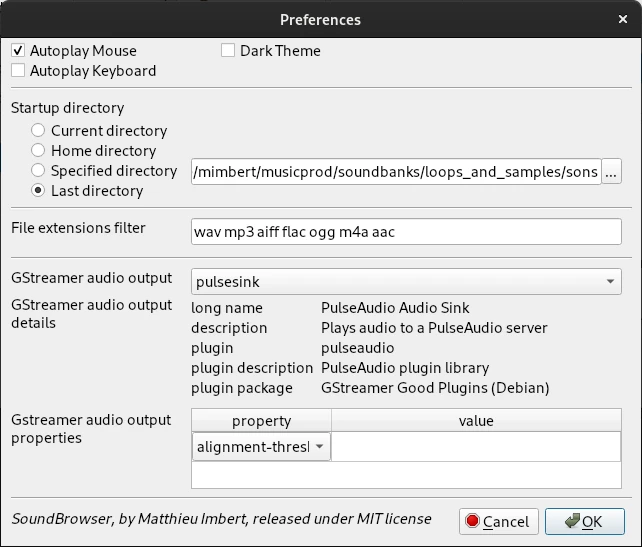 Preferences
Autoplay Mouse Dark Theme
Autoplay Keyboard
Startup directory
Current directory
Home directory
Specified directory /mimbert/musicprod/soundbanks/loops_and_samples/sons ...
Last directory
File extensions filter wav mp3 aiff flac ogg m4a aac
GStreamer audio output pulsesink
GStreamer audio output details
long name PulseAudio Audio Sink
description Plays audio to a PulseAudio server
plugin pulseaudio
plugin description PulseAudio plugin library
plugin package GStreamer Good Plugins (Debian)
Gstreamer audio output properties
property value
alignment-thresl
SoundBrowser, by Matthieu Imbert, released under MIT license Cancel OK